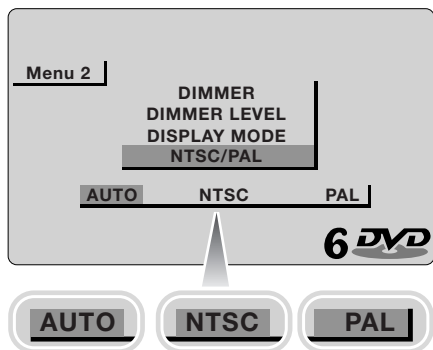 Menu 2
DIMMER
DIMMER LEVEL
DISPLAY MODE
NTSC/PAL
AUTO NTSC PAL
6 DVD
AUTO NTSC PAL